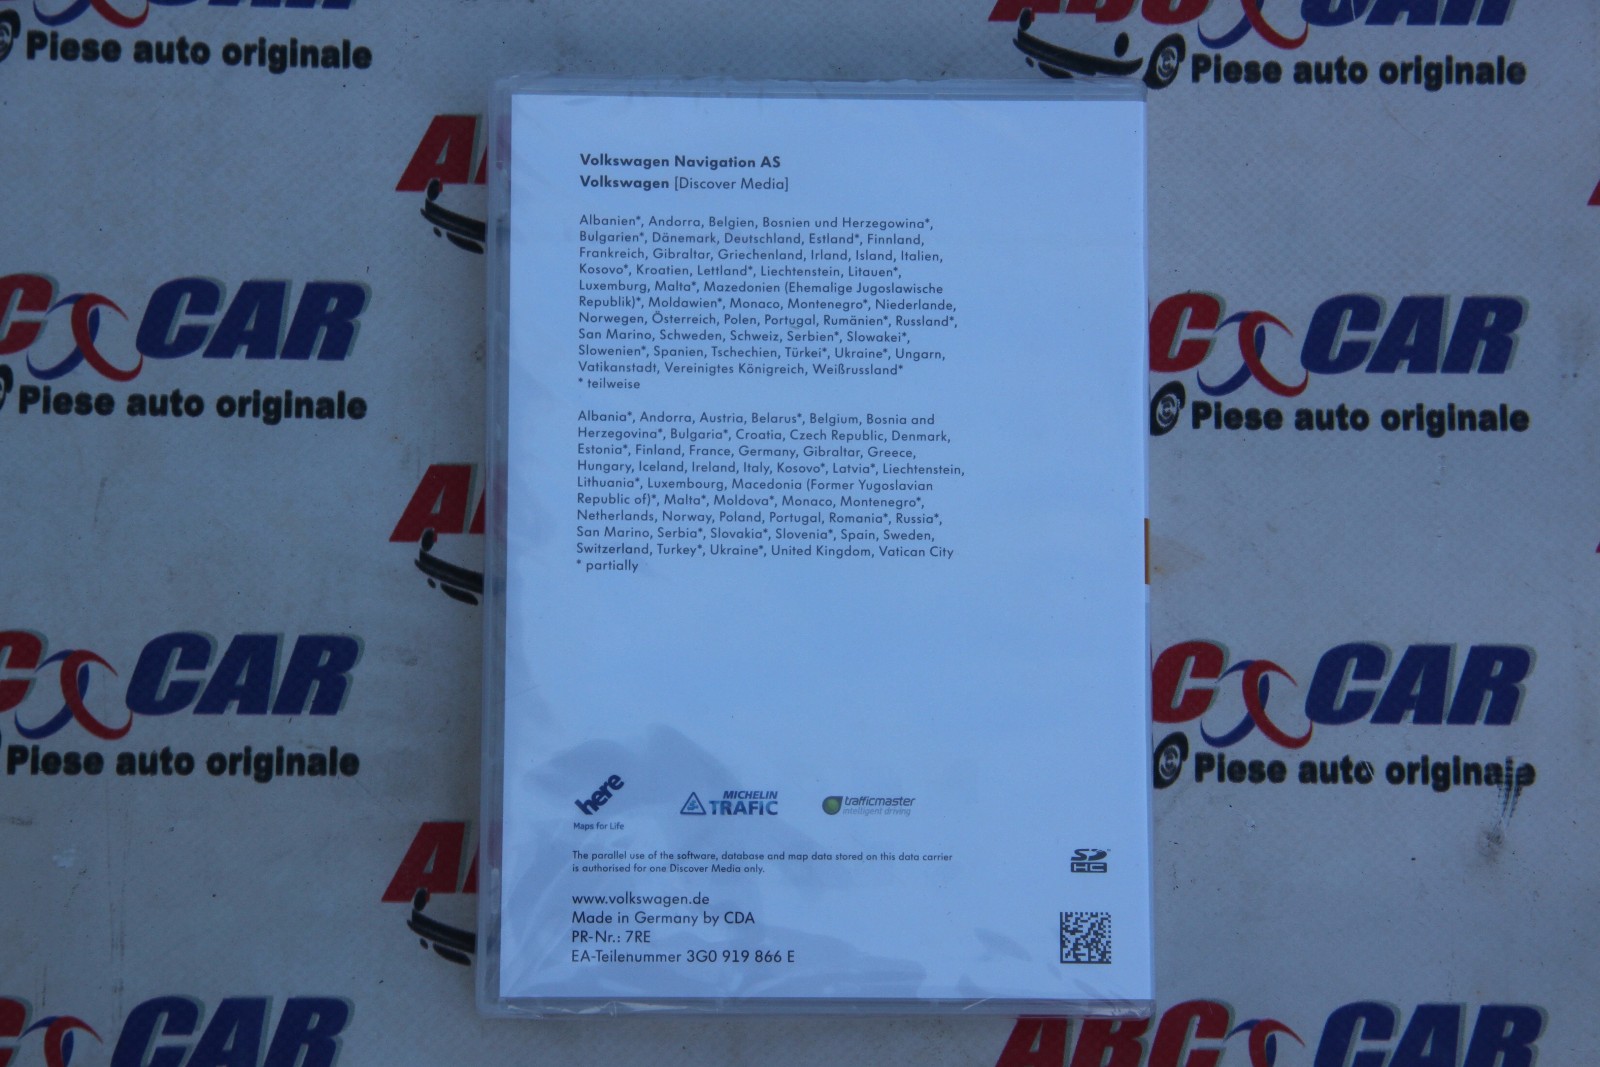 Piese auto originale
ABC CAR
Piese auto originale
Volkswagen Navigation AS
Volkswagen [Discover Media]
Albanien*, Andorra, Belgien, Bosnien und Herzegowina*,
Bulgarien*, Dänemark, Deutschland, Estland*, Finnland,
Frankreich, Gibraltar, Griechenland, Irland, Island, Italien,
Kosovo*, Kroatien, Lettland*, Liechtenstein, Litauen*,
Luxemburg, Malta*, Mazedonien (Ehemalige Jugoslawische
Republik)*, Moldawien*, Monaco, Montenegro*, Niederlande,
Norwegen, Österreich, Polen, Portugal, Rumänien*, Russland*,
San Marino, Schweden, Schweiz, Serbien*, Slowakei*,
Slowenien*, Spanien, Tschechien, Türkei*, Ukraine*, Ungarn,
Vatikanstadt, Vereinigtes Königreich, Weißrussland*
* teilweise
Albania*, Andorra, Austria, Belarus*, Belgium, Bosnia and
Herzegovina*, Bulgaria*, Croatia, Czech Republic, Denmark,
Estonia*, Finland, France, Germany, Gibraltar, Greece,
Hungary, Iceland, Ireland, Italy, Kosovo*, Latvia*, Liechtenstein,
Lithuania*, Luxembourg, Macedonia (Former Yugoslavian
Republic of)*, Malta*, Moldova*, Monaco, Montenegro*,
Netherlands, Norway, Poland, Portugal, Romania*, Russia*,
San Marino, Serbia*, Slovakia*, Slovenia*, Spain, Sweden,
Switzerland, Turkey*, Ukraine*, United Kingdom, Vatican City
* partially
here
Maps for Life
MICHELIN
TRAFIC
trafficmaster
intelligent driving
The parallel use of the software, database and map data stored on this data carrier
is authorised for one Discover Media only.
SD
HC
www.volkswagen.de
Made in Germany by CDA
PR-Nr.: 7RE
EA-Teilenummer 3G0 919 866 E
C CAR
Piese auto originale
C CAR
Piese auto originale
C CAR
C CAR
Piese auto originale
C CAR
Piese auto originale
ABC CAR